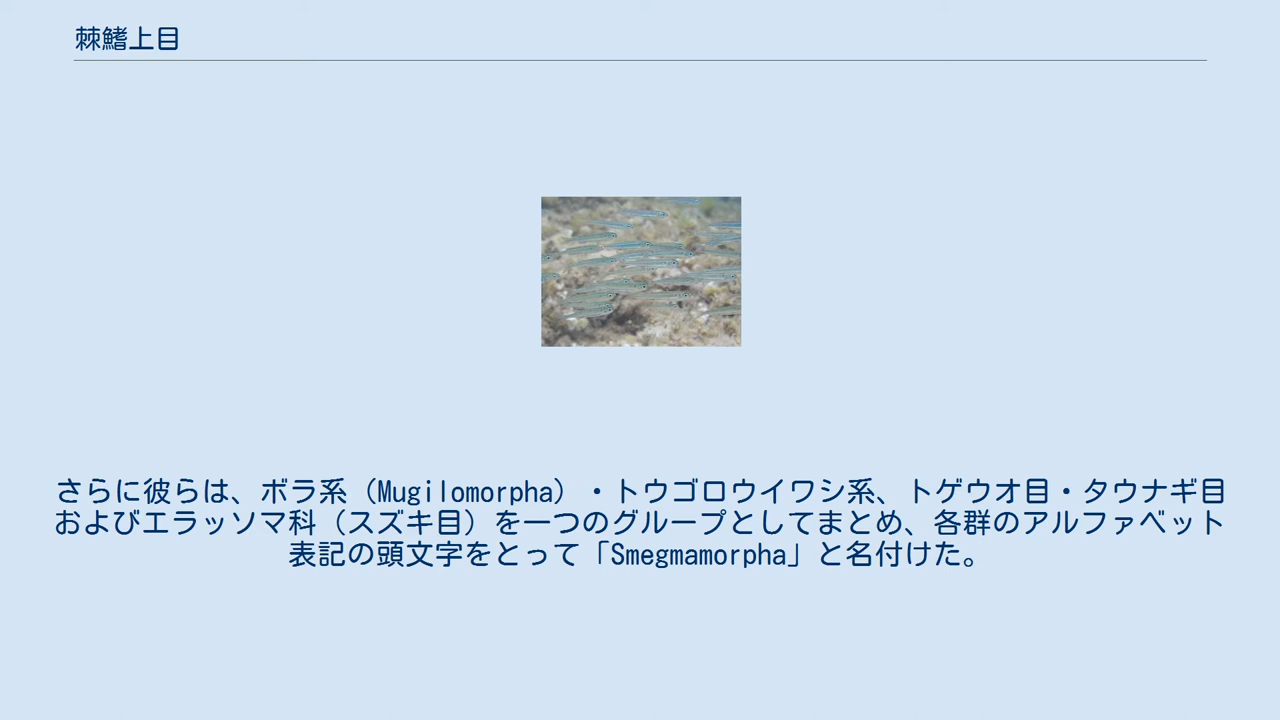 棘鰭上目
さらに彼らは、ボラ系（Mugilomorpha）・トウゴロウイワシ系、トゲウオ目・タウナギ目
およびエラッソマ科（スズキ目）を一つのグループとしてまとめ、各群のアルファベット
表記の頭文字をとって「Smegmamorpha」と名付けた。